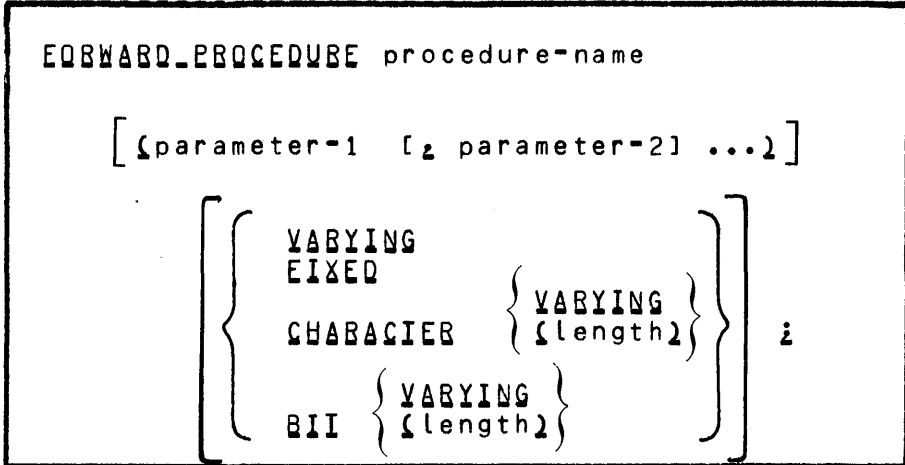 FORWARD_PROCEDURE procedure-name
[(parameter-1 [, parameter-2] ...)]
VARYING
FIXED
CHARACTER { VARYING
(length) } ;
BIT { VARYING
(length) }